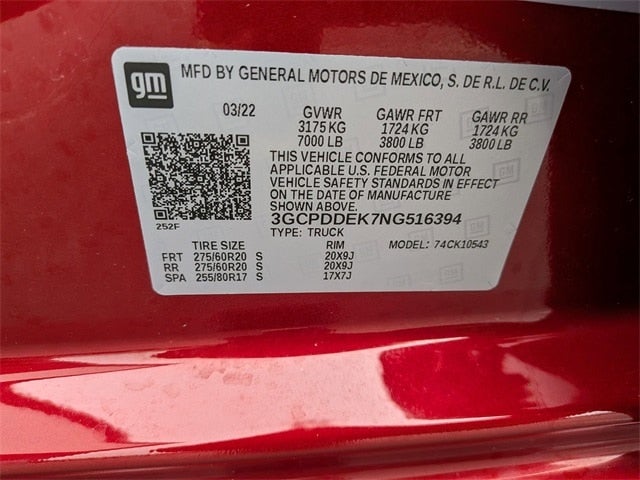 gm MFD BY GENERAL MOTORS DE MEXICO, S. DE R.L. DE C.V.
03/22 GVWR GAWR FRT GAWR RR
3175 KG 1724 KG 1724 KG
7000 LB 3800 LB 3800 LB
THIS VEHICLE CONFORMS TO ALL
APPLICABLE U.S. FEDERAL MOTOR
VEHICLE SAFETY STANDARDS IN EFFECT
ON THE DATE OF MANUFACTURE
SHOWN ABOVE.
3GCPDDEK7NG516394
252F
TYPE: TRUCK MODEL: 74CK10543
TIRE SIZE RIM
FRT 275/60R20 S 20X9J
RR 275/60R20 S 20X9J
SPA 255/80R17 S 17X7J